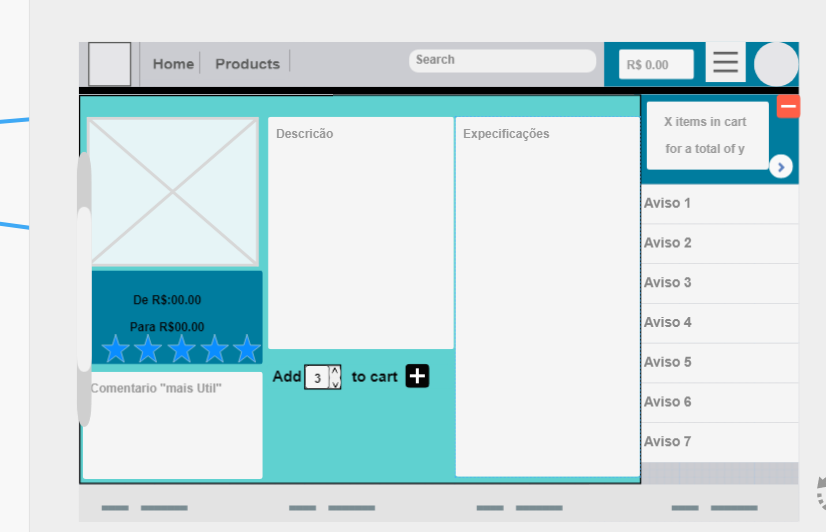 Home Products Search R$ 0.00
X items in cart
for a total of y
Descricão
Expecificações
De R$:00.00
Para R$00.00
Comentario "mais Util"
Add 3 to cart
Aviso 1
Aviso 2
Aviso 3
Aviso 4
Aviso 5
Aviso 6
Aviso 7